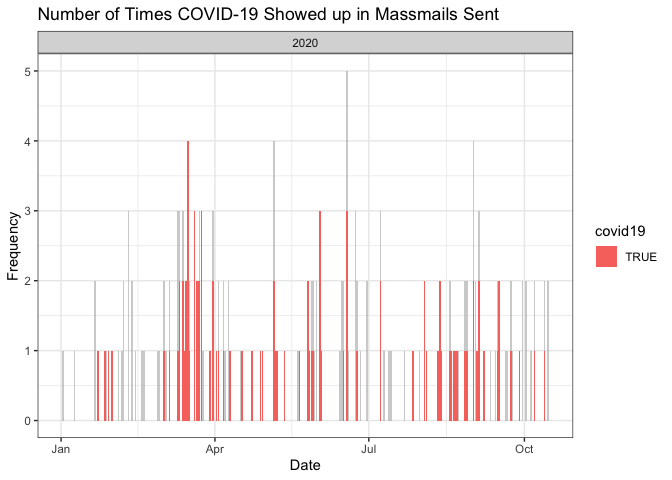 Number of Times COVID-19 Showed up in Massmails Sent
2020
5
4
3
2
1
0
Frequency
Jan
Apr
Jul
Oct
Date
covid19
TRUE